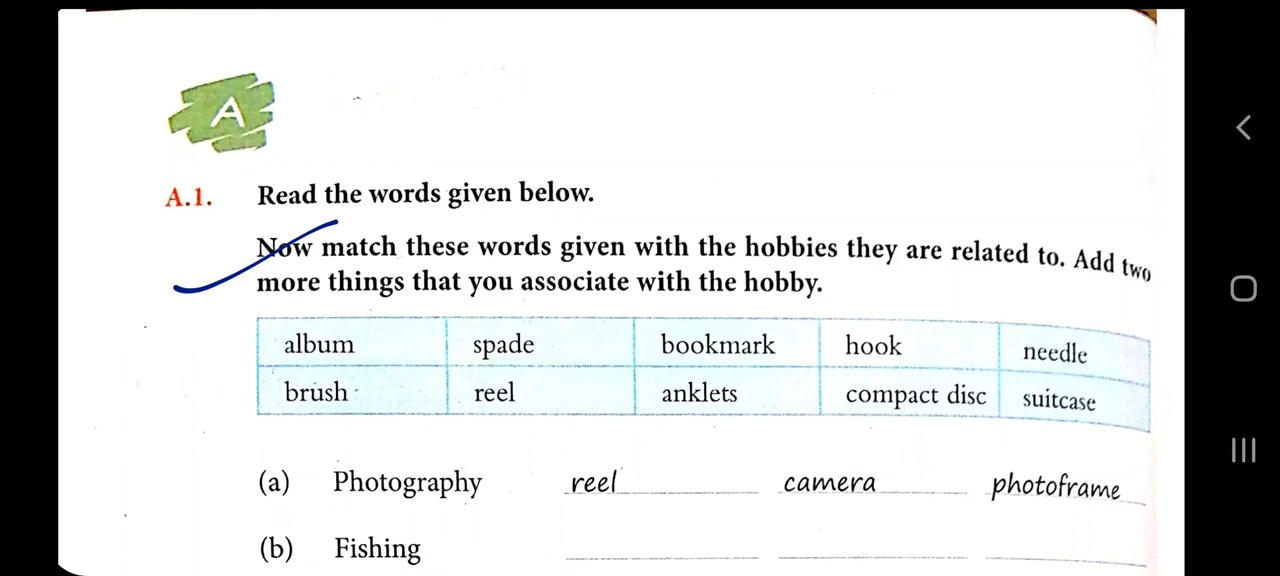 A
A.1. Read the words given below.
Now match these words given with the hobbies they are related to. Add two
more things that you associate with the hobby.
album spade bookmark hook needle
brush reel anklets compact disc suitcase
(a) Photography reel camera photoframe
(b) Fishing